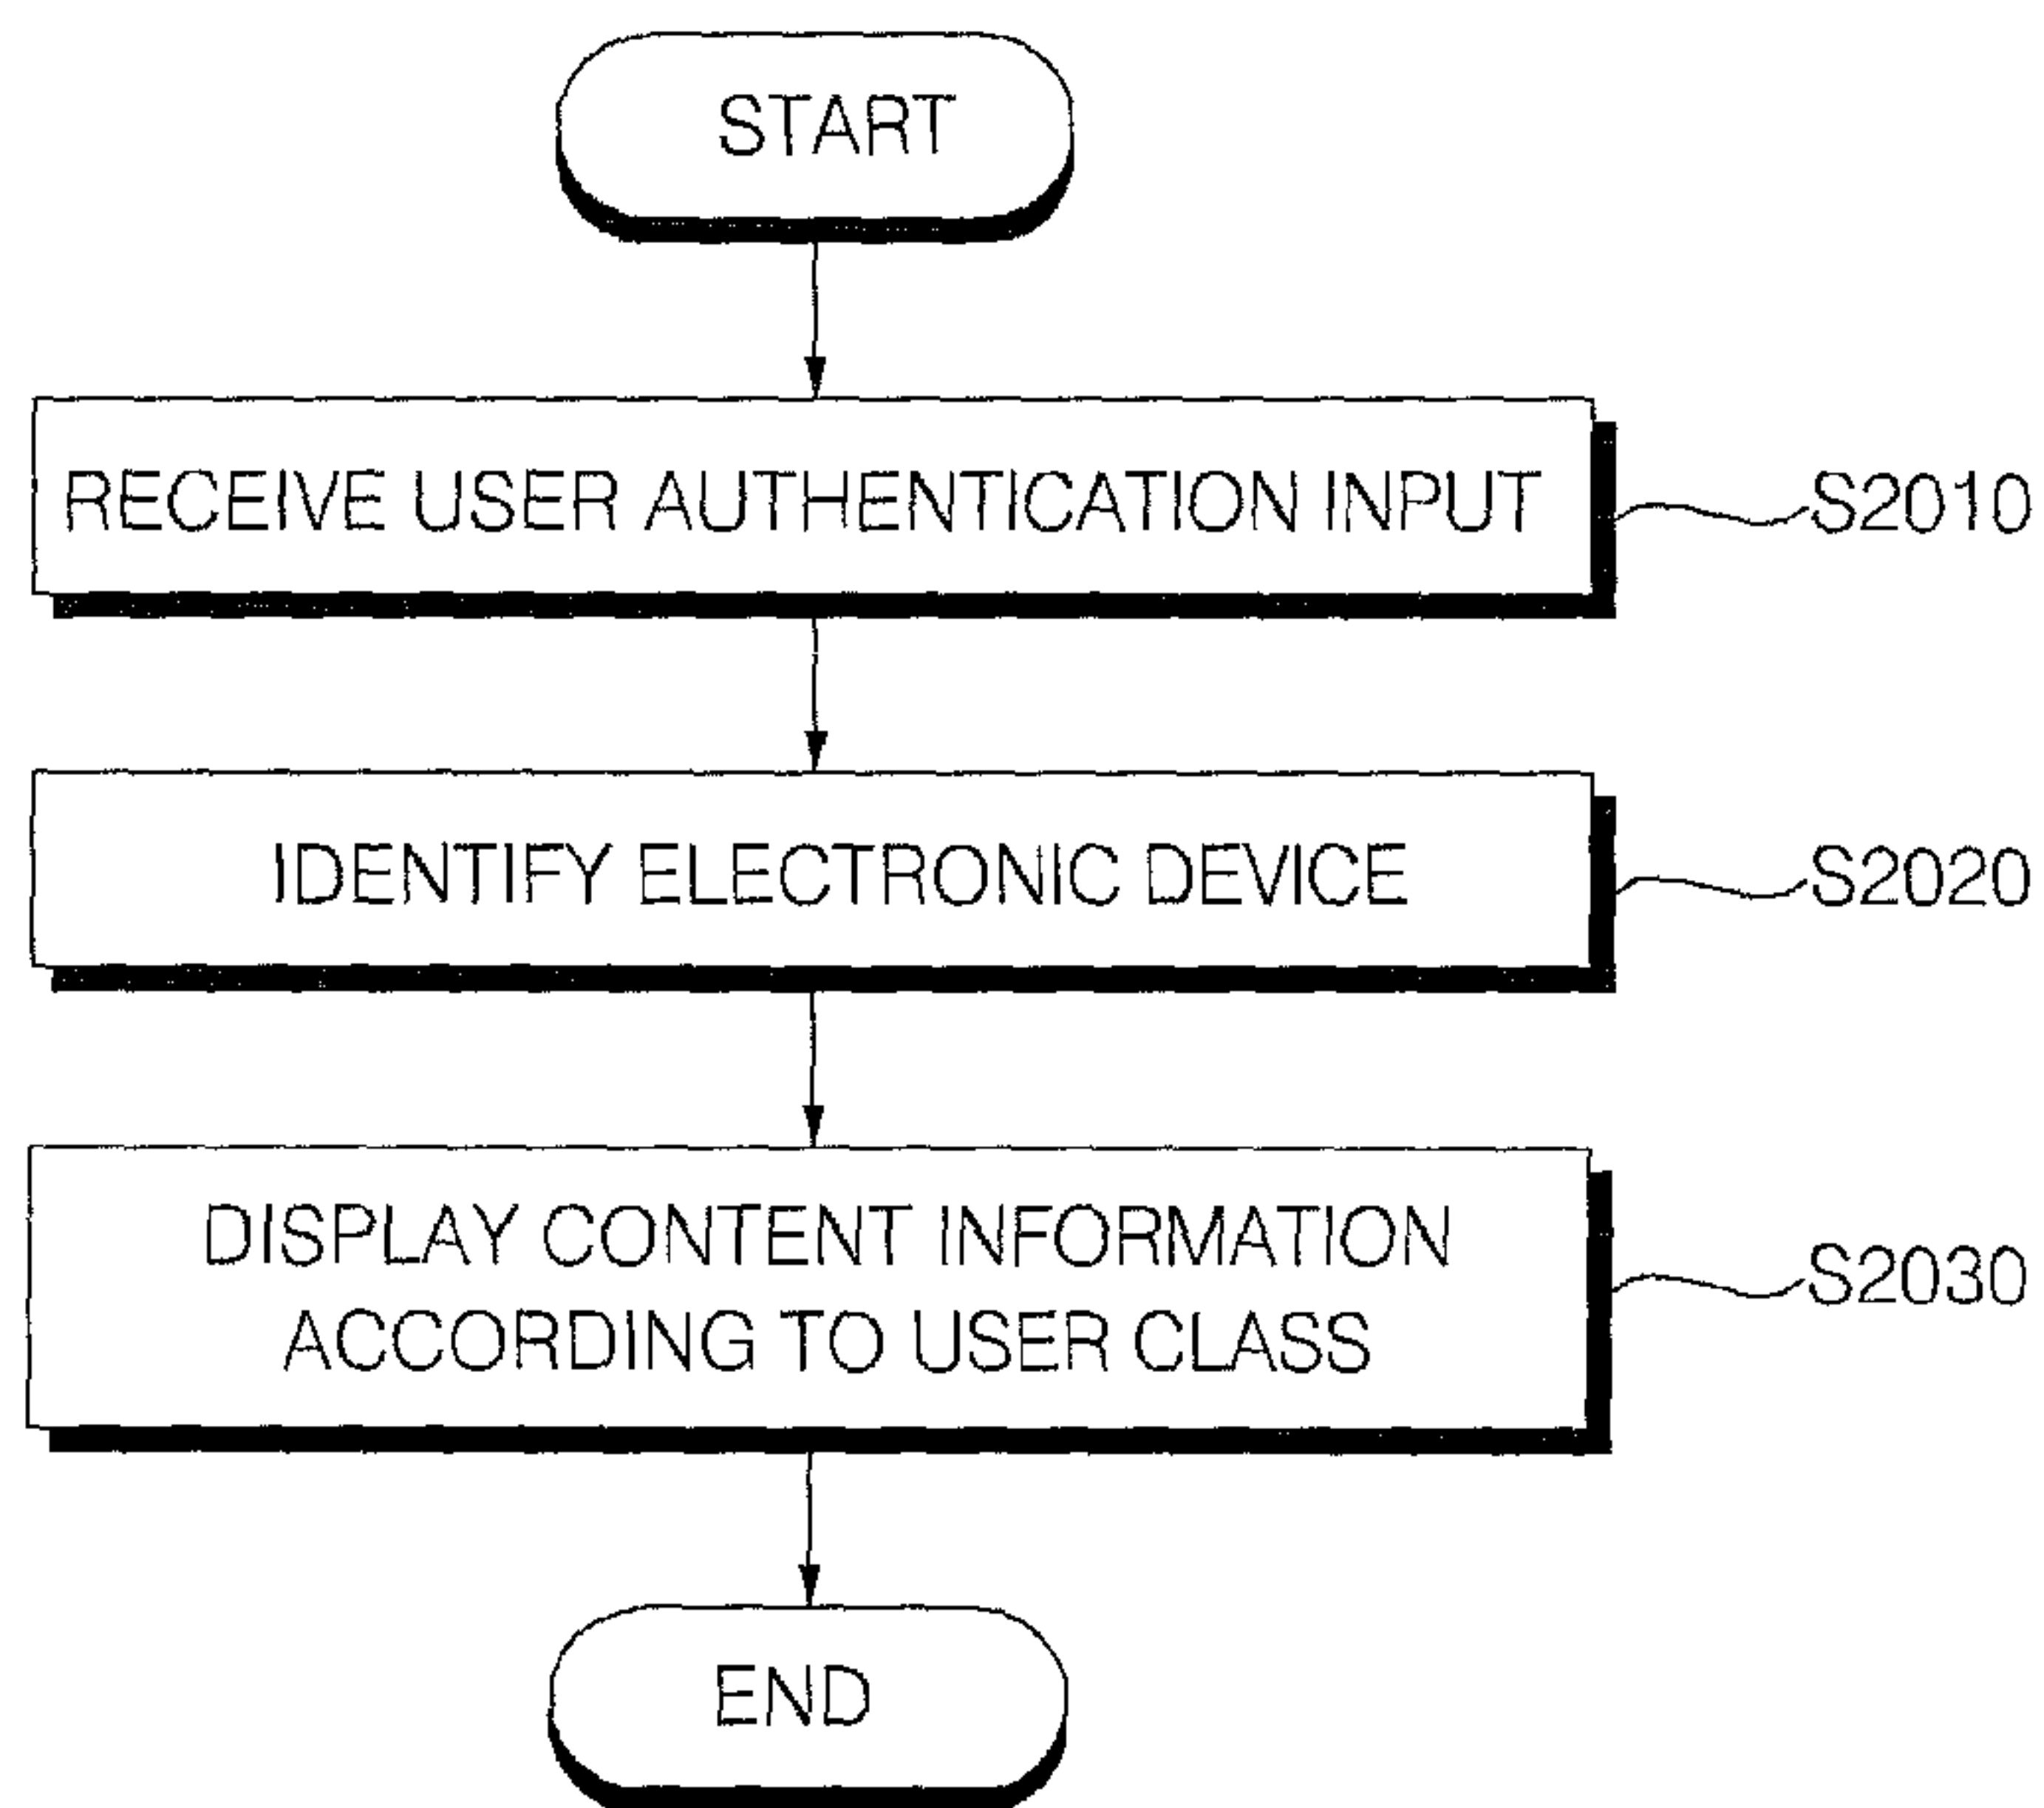 START
RECEIVE USER AUTHENTICATION INPUT
S2010
IDENTIFY ELECTRONIC DEVICE
S2020
DISPLAY CONTENT INFORMATION
ACCORDING TO USER CLASS
S2030
END